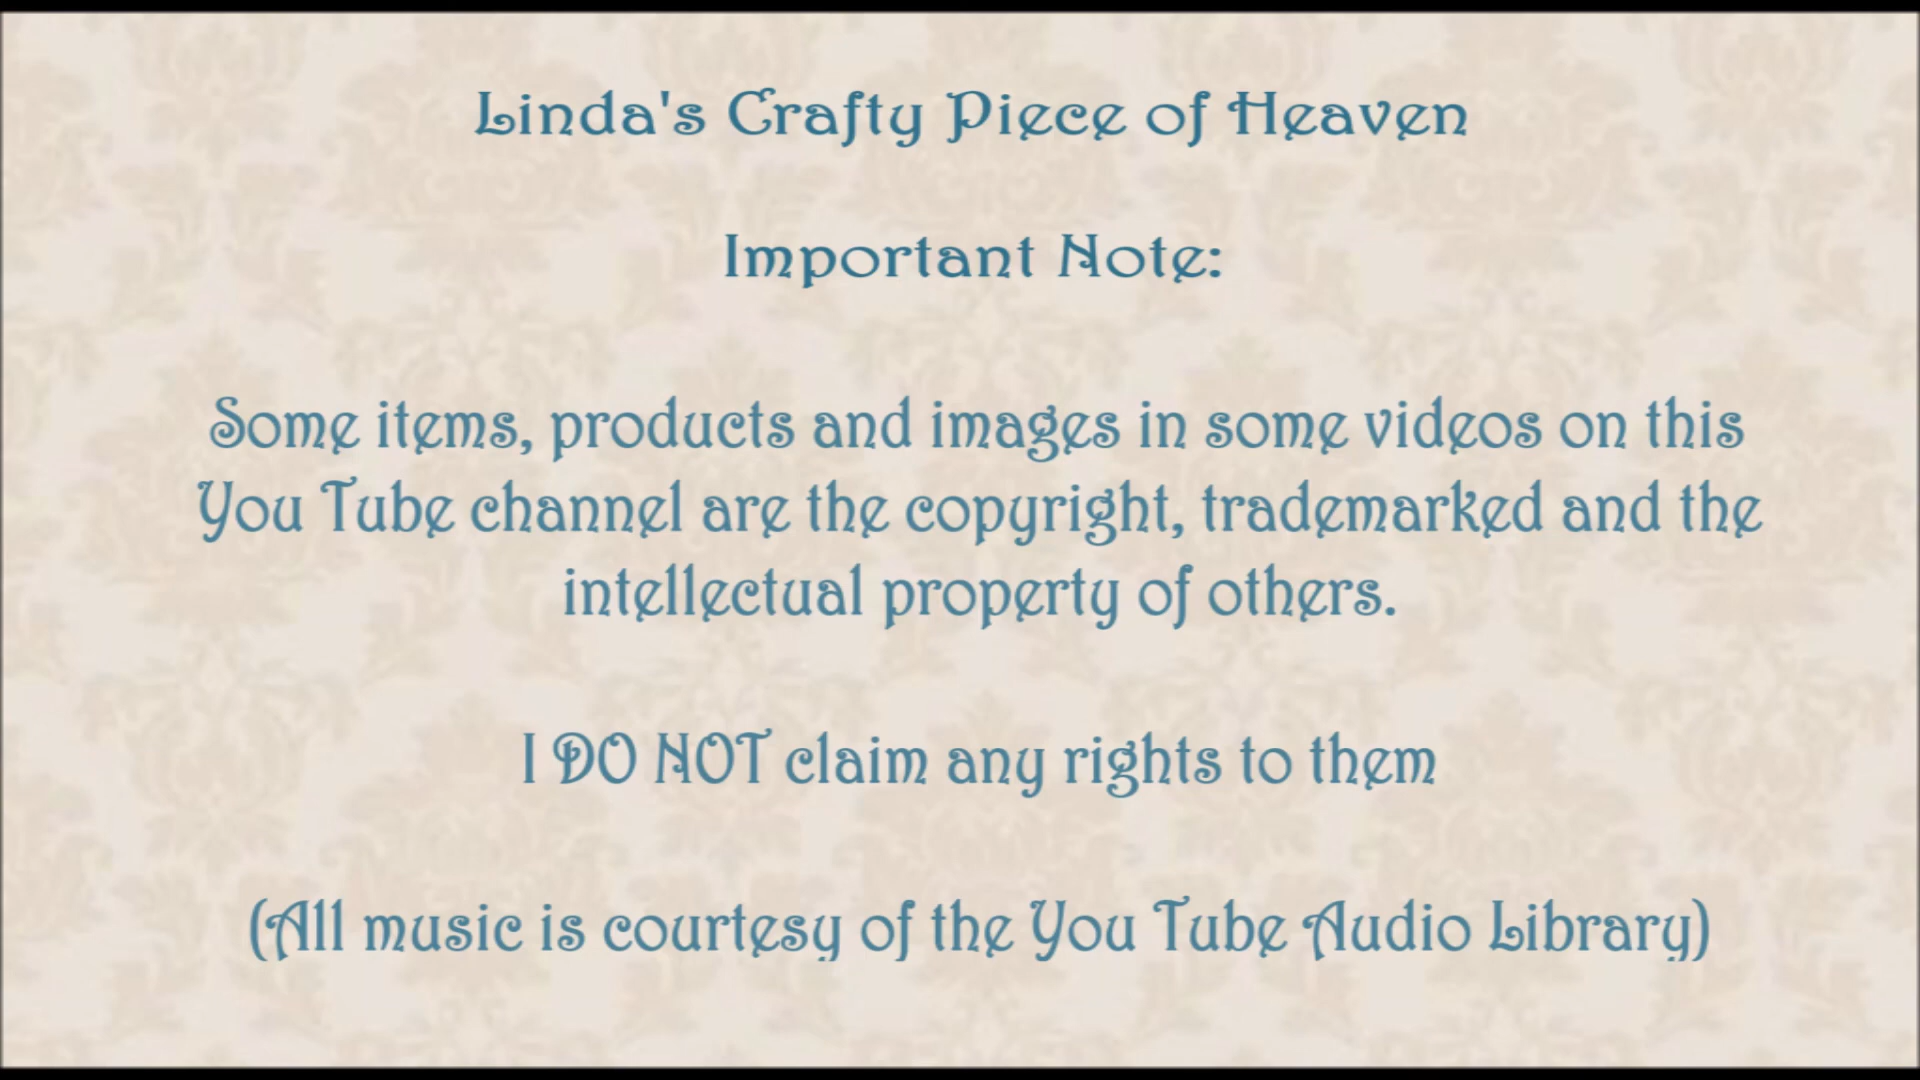 Linda's Crafty Piece of Heaven
Important Note:
Some items, products and images in some videos on this
You Tube channel are the copyright, trademarked and the
intellectual property of others.
I DO NOT claim any rights to them
(All music is courtesy of the You Tube Audio Library)